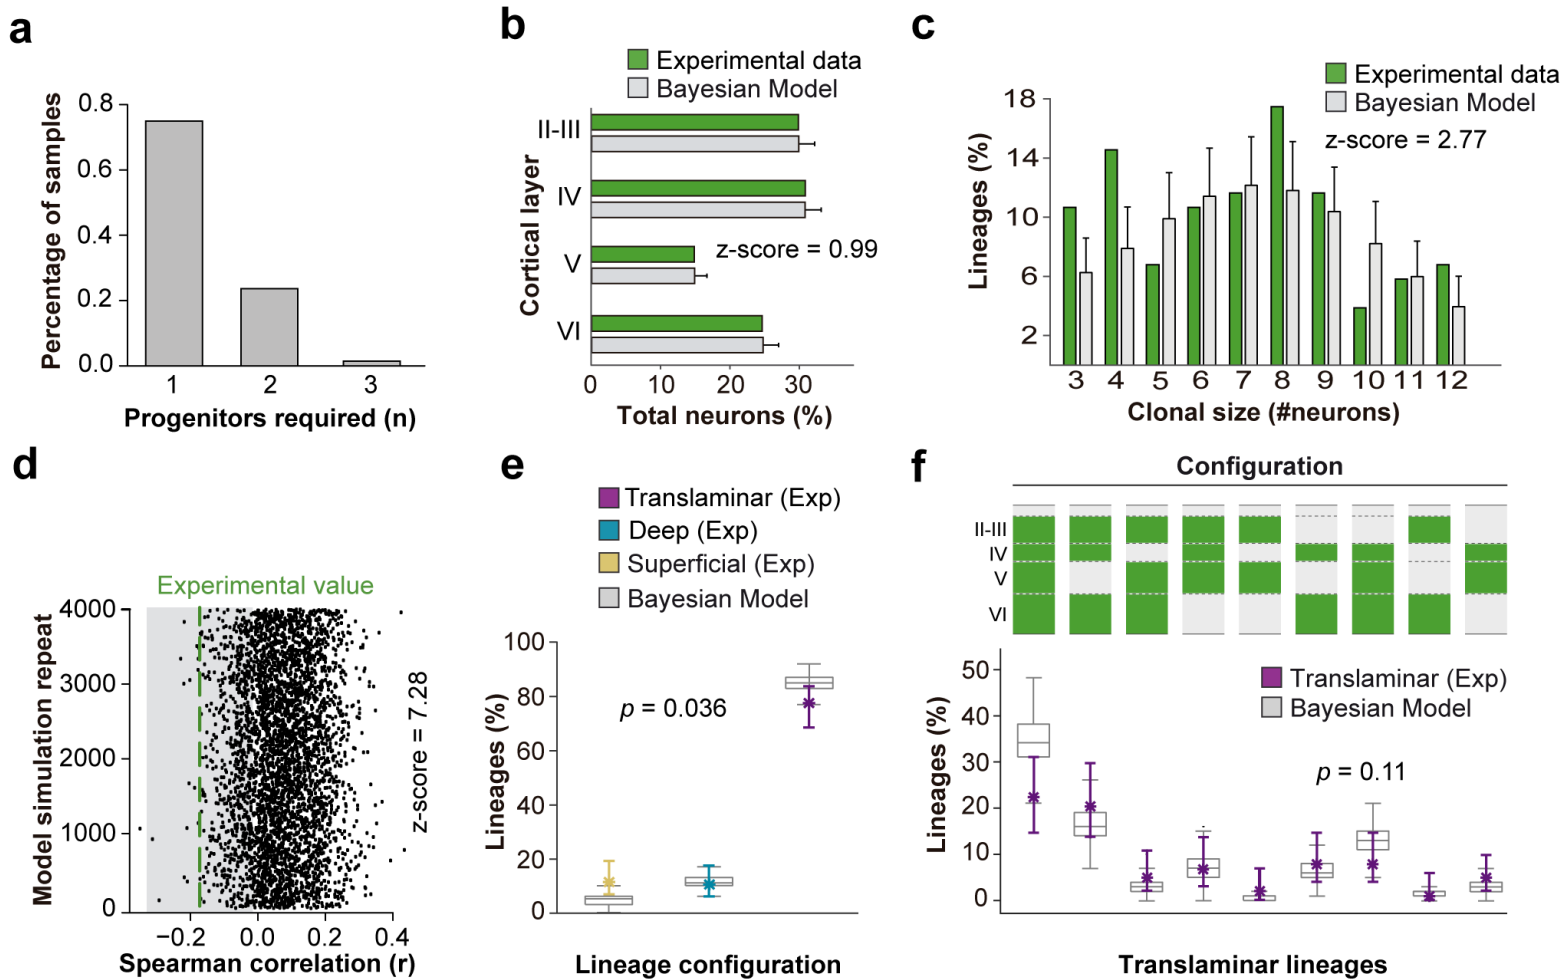 a
Percentage of samples
0.8
0.6
0.4
0.2
0.0
1 2 3
Progenitors required (n)
b
Experimental data
Bayesian Model
Cortical layer
II-III
IV
V
VI
z-score = 0.99
0 10 20 30
Total neurons (%)
c
Experimental data
Bayesian Model
z-score = 2.77
Lineages (%)
18
14
10
6
2
3 4 5 6 7 8 9 10 11 12
Clonal size (#neurons)
d
Experimental value
Model simulation repeat
4000
3000
2000
1000
0
z-score = 7.28
−0.2 0.0 0.2 0.4
Spearman correlation (r)
e
Translaminar (Exp)
Deep (Exp)
Superficial (Exp)
Bayesian Model
Lineages (%)
100
80
60
40
20
0
p = 0.036
Lineage configuration
f
Configuration
II-III
IV
V
VI
Lineages (%)
50
40
30
20
10
0
Translaminar (Exp)
Bayesian Model
p = 0.11
Translaminar lineages